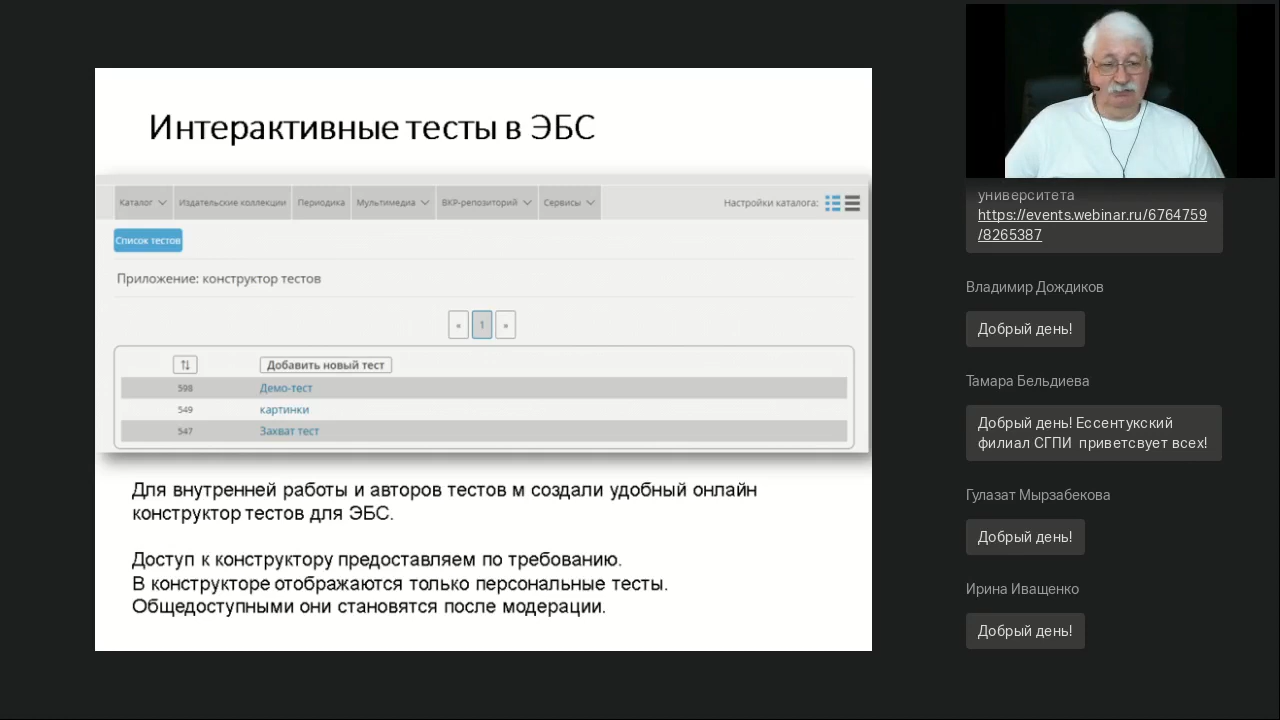 Интерактивные тесты в ЭБС
Каталог
Издательские коллекции
Периодика
Мультимедиа
ВКР-репозиторий
Сервисы
Настройки каталога:
Список тестов
Приложение: конструктор тестов
« 1 »
Добавить новый тест
598 Демо-тест
549 картинки
547 Захват тест
Для внутренней работы и авторов тестов м создали удобный онлайн
конструктор тестов для ЭБС.
Доступ к конструктору предоставляем по требованию.
В конструкторе отображаются только персональные тесты.
Общедоступными они становятся после модерации.
университета
https://events.webinar.ru/6764759
/8265387
Владимир Дождиков
Добрый день!
Тамара Бельдиева
Добрый день! Ессентукский
филиал СГПИ приветсвует всех!
Гулазат Мырзабекова
Добрый день!
Ирина Иващенко
Добрый день!